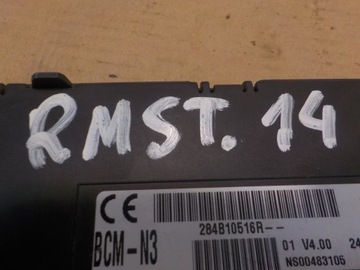 RMST. 14
CE
284B10516R--
BCM-N3
01 V4.00 24
NS00483105